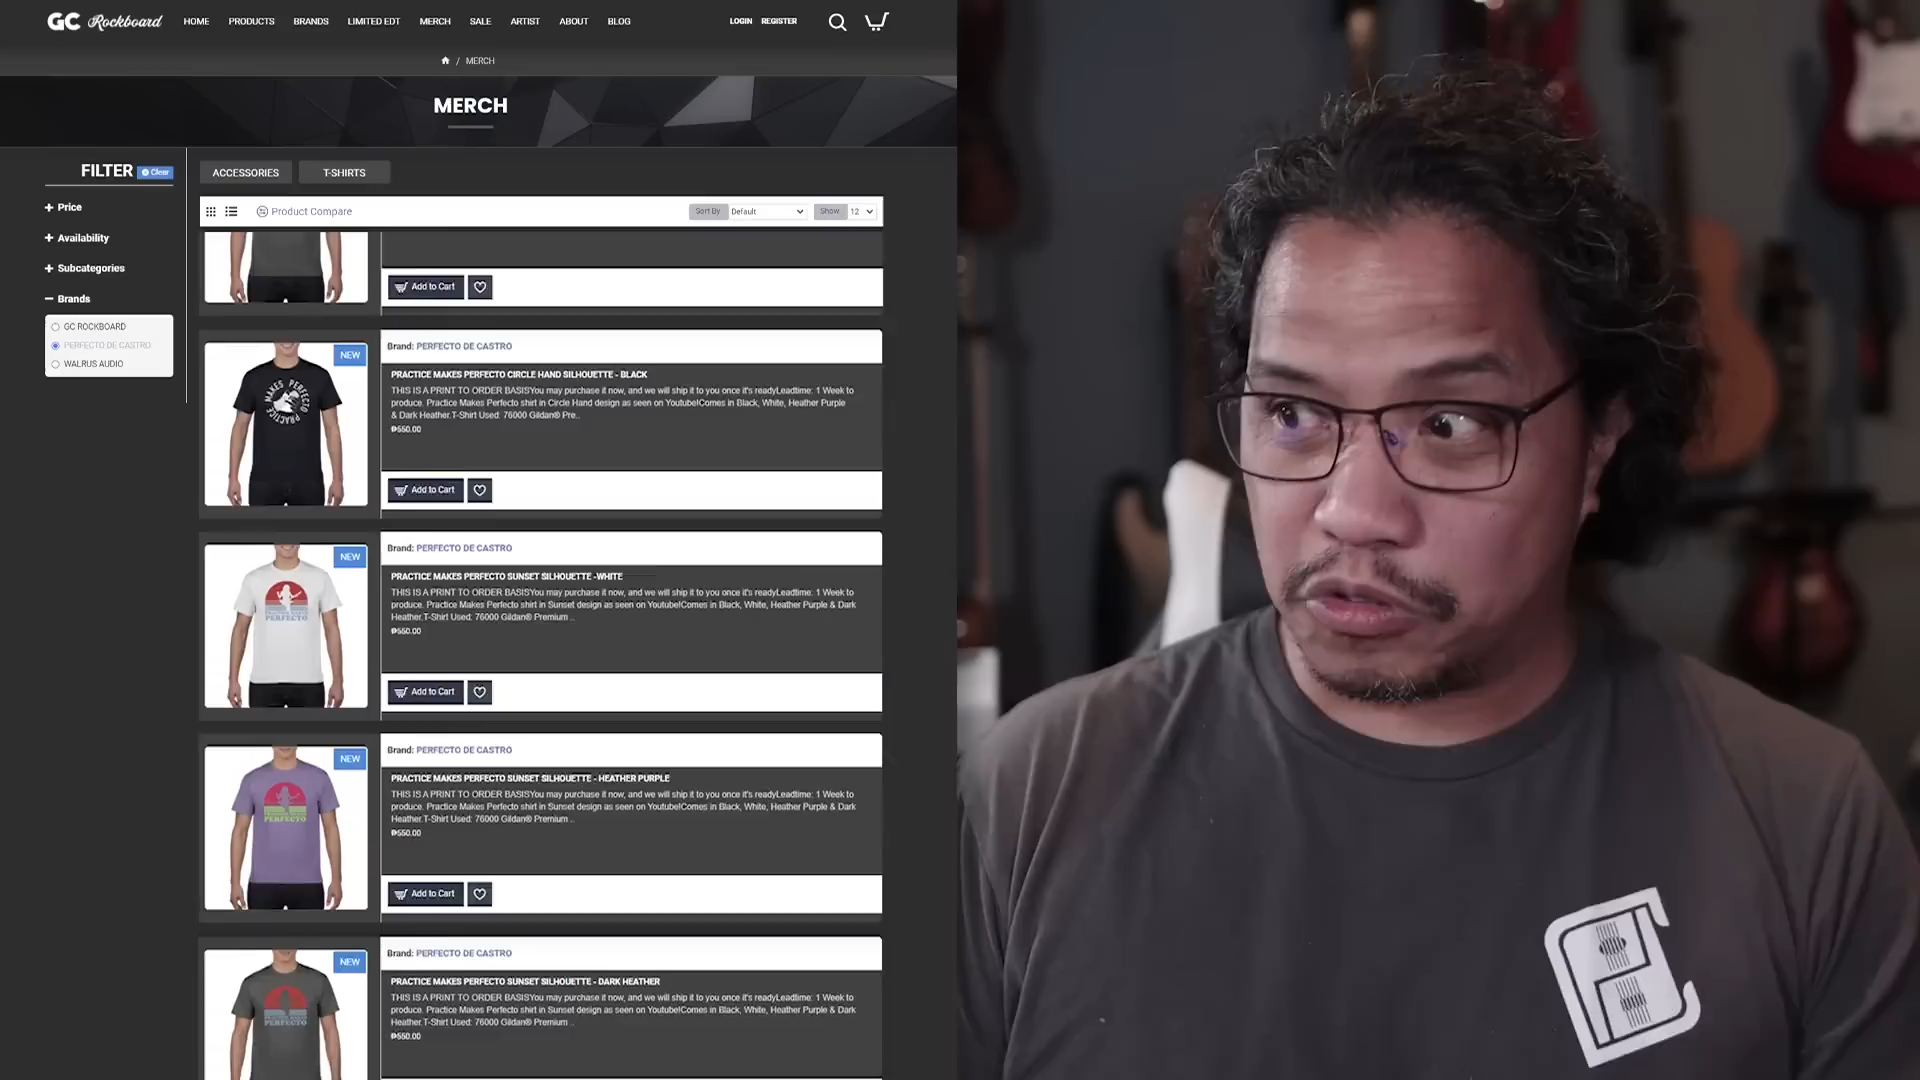 GC Rockboard
HOME
PRODUCTS
BRANDS
LIMITED EDT
MERCH
SALE
ARTIST
ABOUT
BLOG
LOGIN
REGISTER
/ MERCH
MERCH
FILTER
Clear
+ Price
+ Availability
+ Subcategories
− Brands
GC ROCKBOARD
PERFECTO DE CASTRO
WALRUS AUDIO
ACCESSORIES
T-SHIRTS
Product Compare
Sort By
Default
Show
12
Add to Cart
NEW
MAKES PERFECTO PRACTICE
Brand: PERFECTO DE CASTRO
PRACTICE MAKES PERFECTO CIRCLE HAND SILHOUETTE - BLACK
THIS IS A PRINT TO ORDER BASISYou may purchase it now, and we will ship it to you once it's readyLeadtime: 1 Week to
produce. Practice Makes Perfecto shirt in Circle Hand design as seen on Youtube!Comes in Black, White, Heather Purple
& Dark Heather.T-Shirt Used: 76000 Gildan® Pre..
₱550.00
Add to Cart
NEW
PERFECTO
Brand: PERFECTO DE CASTRO
PRACTICE MAKES PERFECTO SUNSET SILHOUETTE -WHITE
THIS IS A PRINT TO ORDER BASISYou may purchase it now, and we will ship it to you once it's readyLeadtime: 1 Week to
produce. Practice Makes Perfecto shirt in Sunset design as seen on Youtube!Comes in Black, White, Heather Purple & Dark
Heather.T-Shirt Used: 76000 Gildan® Premium ..
₱550.00
Add to Cart
NEW
PERFECTO
Brand: PERFECTO DE CASTRO
PRACTICE MAKES PERFECTO SUNSET SILHOUETTE - HEATHER PURPLE
THIS IS A PRINT TO ORDER BASISYou may purchase it now, and we will ship it to you once it's readyLeadtime: 1 Week to
produce. Practice Makes Perfecto shirt in Sunset design as seen on Youtube!Comes in Black, White, Heather Purple & Dark
Heather.T-Shirt Used: 76000 Gildan® Premium ..
₱550.00
Add to Cart
NEW
PERFECTO
Brand: PERFECTO DE CASTRO
PRACTICE MAKES PERFECTO SUNSET SILHOUETTE - DARK HEATHER
THIS IS A PRINT TO ORDER BASISYou may purchase it now, and we will ship it to you once it's readyLeadtime: 1 Week to
produce. Practice Makes Perfecto shirt in Sunset design as seen on Youtube!Comes in Black, White, Heather Purple & Dark
Heather.T-Shirt Used: 76000 Gildan® Premium ..
₱550.00